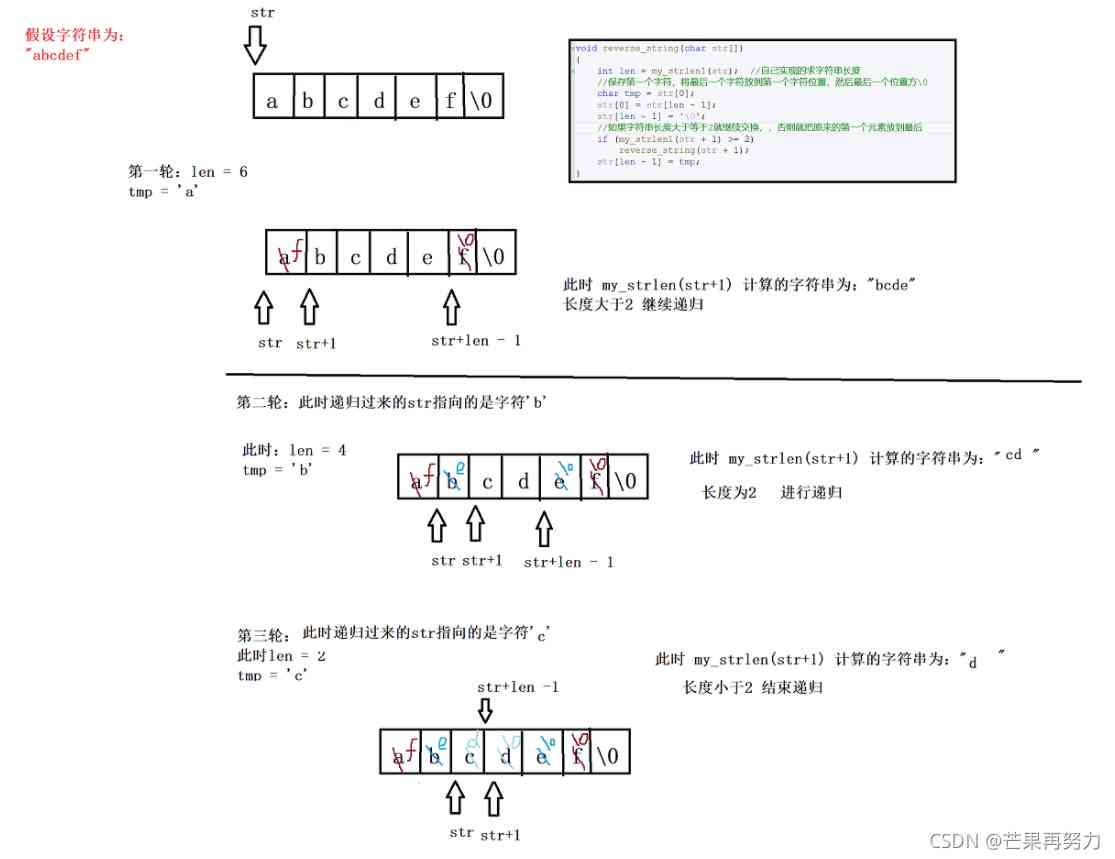 str
假设字符串为：
"abcdef"
a b c d e f \0
void reverse_string(char str[])
{
int len = my_strlen1(str); //自己实现的求字符串长度
//保存第一个字符，将最后一个字符放到第一个字符位置，然后最后一个位置方\0
char tmp = str[0];
str[0] = str[len - 1];
str[len - 1] = '\0';
//如果字符串长度大于等于2就继续交换，，否则就把原来的第一个元素放到最后
if (my_strlen1(str + 1) >= 2)
reverse_string(str + 1);
str[len - 1] = tmp;
}
第一轮：len = 6
tmp = 'a'
a f b c d e f \0 \0
此时 my_strlen(str+1) 计算的字符串为："bcde"
长度大于2 继续递归
str str+1 str+len - 1
第二轮：此时递归过来的str指向的是字符'b'
此时：len = 4
tmp = 'b'
a f b e c d e \0 f \0 \0
此时 my_strlen(str+1) 计算的字符串为："cd"
长度为2 进行递归
str str+1 str+len - 1
第三轮：此时递归过来的str指向的是字符'c'
此时len = 2
tmp = 'c'
此时 my_strlen(str+1) 计算的字符串为："d"
长度小于2 结束递归
str+len -1
a f b e c d d \0 e \0 f \0 \0
str str+1
CSDN @芒果再努力